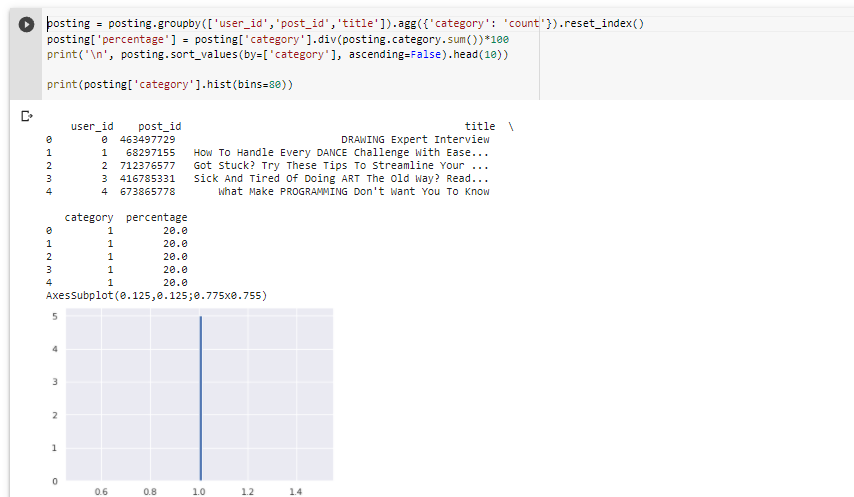 posting = posting.groupby(['user_id','post_id','title']).agg({'category': 'count'}).reset_index()
posting['percentage'] = posting['category'].div(posting.category.sum())*100
print('\n', posting.sort_values(by=['category'], ascending=False).head(10))
print(posting['category'].hist(bins=80))
user_id post_id title \
0 0 463497729 DRAWING Expert Interview
1 1 68297155 How To Handle Every DANCE Challenge With Ease...
2 2 712376577 Got Stuck? Try These Tips To Streamline Your ...
3 3 416785331 Sick And Tired Of Doing ART The Old Way? Read...
4 4 673865778 What Make PROGRAMMING Don't Want You To Know
category percentage
0 1 20.0
1 1 20.0
2 1 20.0
3 1 20.0
4 1 20.0
AxesSubplot(0.125,0.125;0.775x0.755)
5
4
3
2
1
0
0.6 0.8 1.0 1.2 1.4